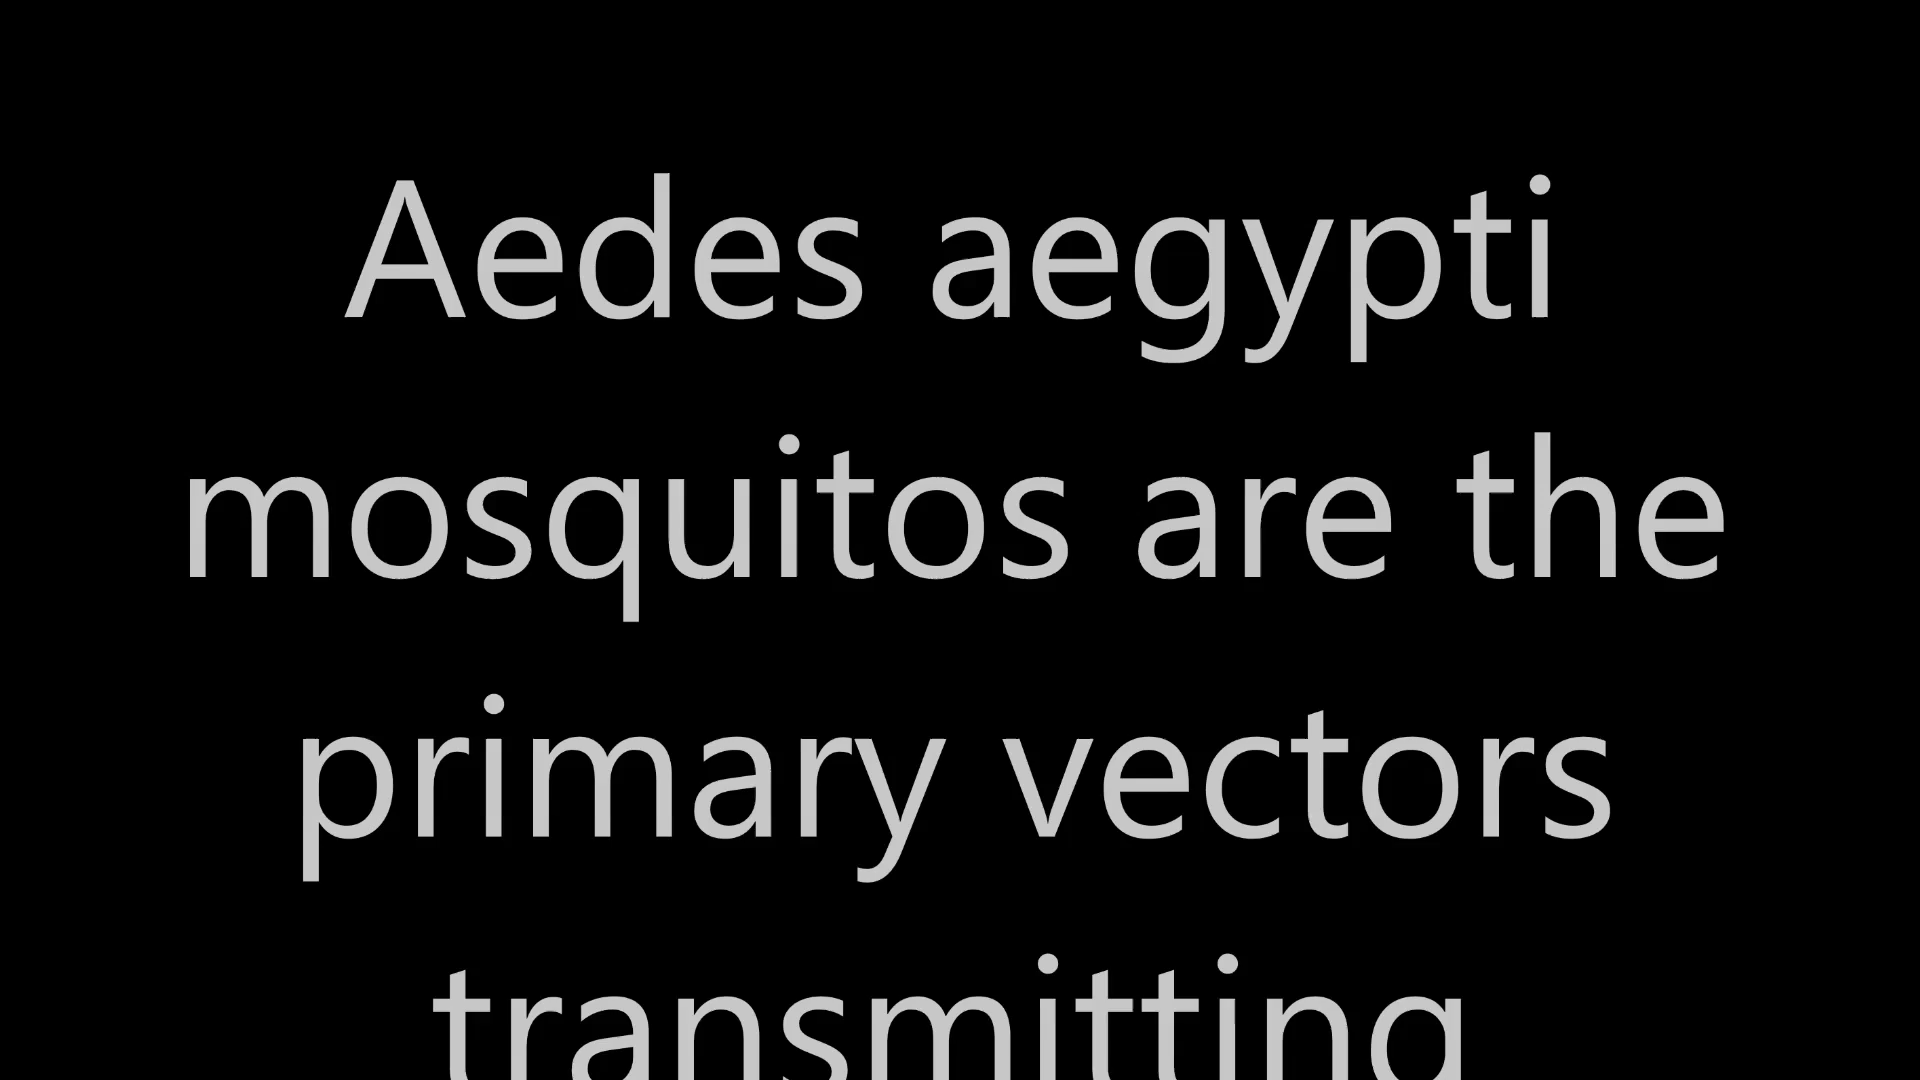 Aedes aegypti
mosquitos are the
primary vectors
transmitting